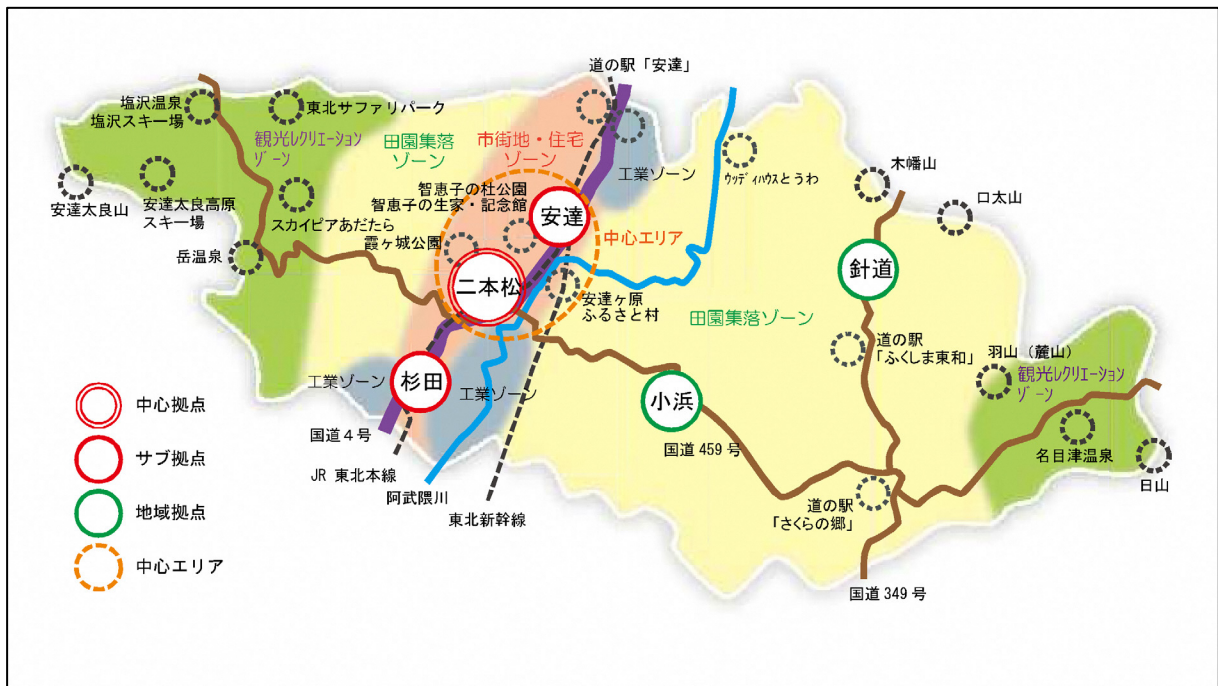 道の駅「安達」
塩沢温泉
塩沢スキー場
東北サファリパーク
観光レクリエーション
ゾーン
田園集落
ゾーン
市街地・住宅
ゾーン
工業ゾーン
ウッディハウスとうわ
木幡山
口太山
安達太良山
安達太良高原
スキー場
スカイピアあだたら
智恵子の杜公園
智恵子の生家・記念館
霞ヶ城公園
安達
中心エリア
岳温泉
二本松
安達ヶ原
ふるさと村
田園集落ゾーン
針道
道の駅
「ふくしま東和」
羽山（麓山）
観光レクリエーション
ゾーン
工業ゾーン
杉田
工業ゾーン
小浜
中心拠点
サブ拠点
地域拠点
中心エリア
国道４号
JR 東北本線
阿武隈川
東北新幹線
国道 459 号
名目津温泉
日山
道の駅
「さくらの郷」
国道 349 号